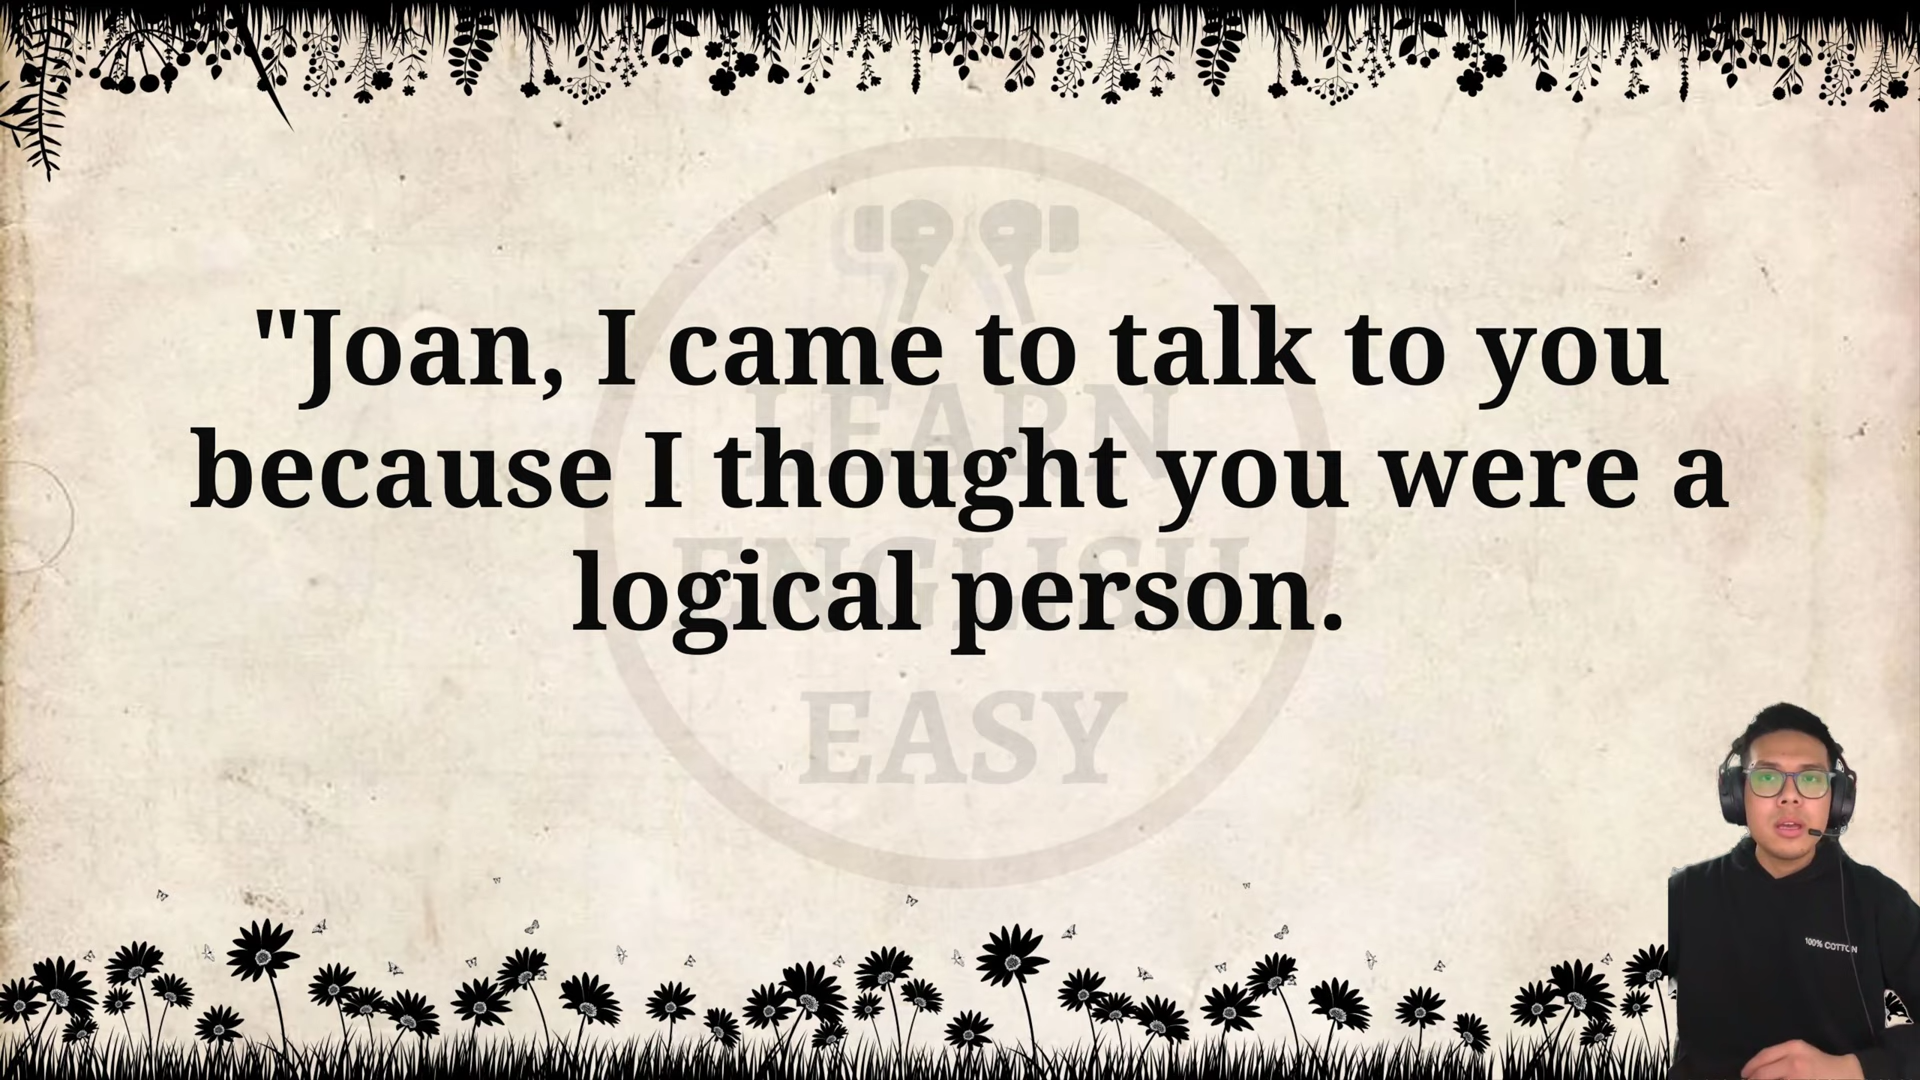 "Joan, I came to talk to you
because I thought you were a
logical person.
LEARN
ENGLISH
EASY
100% COTTON